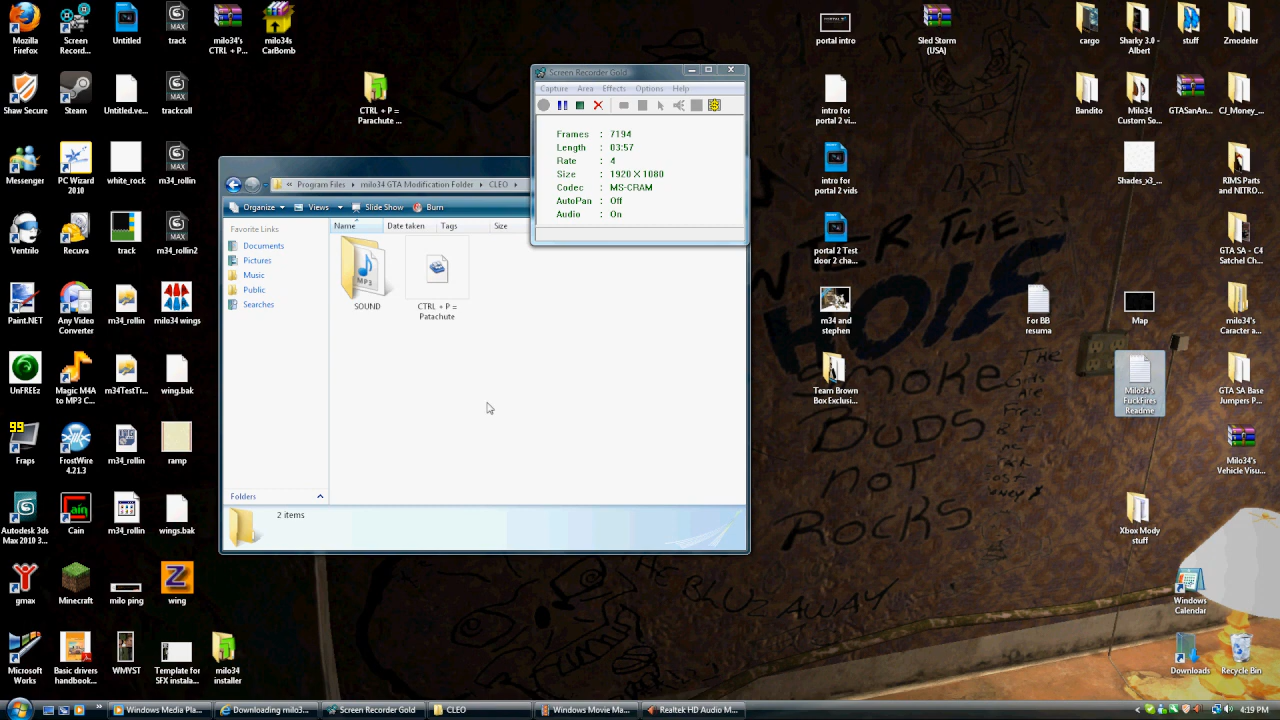 Mozilla
Firefox
Screen
Record...
Untitled
track
milo34's
CTRL + P...
milo34s
CarBomb
Shaw Secure
Steam
Untitled.ve...
trackcoll
CTRL + P =
Parachute ...
Messenger
PC Wizard
2010
white_rock
m34_rollin
Ventrilo
Recuva
track
m34_rollin2
Paint.NET
Any Video
Converter
m34_rollin
milo34 wings
UnFREEz
Magic M4A
to MP3 C...
m34TestTr...
wing.bak
99
Fraps
FrostWire
4.21.3
m34_rollin
ramp
Autodesk 3ds
Max 2010 3...
Cain
m34_rollin
wings.bak
gmax
Minecraft
milo ping
wing
Microsoft
Works
Basic drivers
handbook...
WMYST
Template for
SFX instala...
milo34
installer
Program Files
milo34 GTA Modification Folder
CLEO
Organize
Views
Slide Show
Burn
Favorite Links
Documents
Pictures
Music
Public
Searches
Folders
Name
Date taken
Tags
Size
MP3
SOUND
CTRL + P =
Patachute
2 items
Screen Recorder Gold
Capture Area Effects Options Help
Frames : 7194
Length : 03:57
Rate : 4
Size : 1920 X 1080
Codec : MS-CRAM
AutoPan : Off
Audio : On
portal intro
Sled Storm
(USA)
cargo
Sharky 3.0 -
Albert
stuff
Zmodeler
intro for
portal 2 vi...
Bandito
Milo34
Custom So...
GTASanAn...
CJ_Money_...
intro for
portal 2 vids
Shades_x3_...
RIMS Parts
and NITRO...
portal 2 Test
door 2 cha...
GTA SA - C4
Satchel Ch...
m34 and
stephen
For BB
resuma
Map
milo34's
Caracter a...
Team Brown
Box Exclusi...
Milo34's
FuckFires
Readme
GTA SA Base
Jumpers P...
Milo34's
Vehicle Visu...
Xbox Mody
stuff
Windows
Calendar
Downloads
Recycle Bin
HOLE
smoke
DUDS
NOT
ROCKS
Windows Media Pla...
Downloading milo3...
Screen Recorder Gold
CLEO
Windows Movie Ma...
Realtek HD Audio M...
4:19 PM